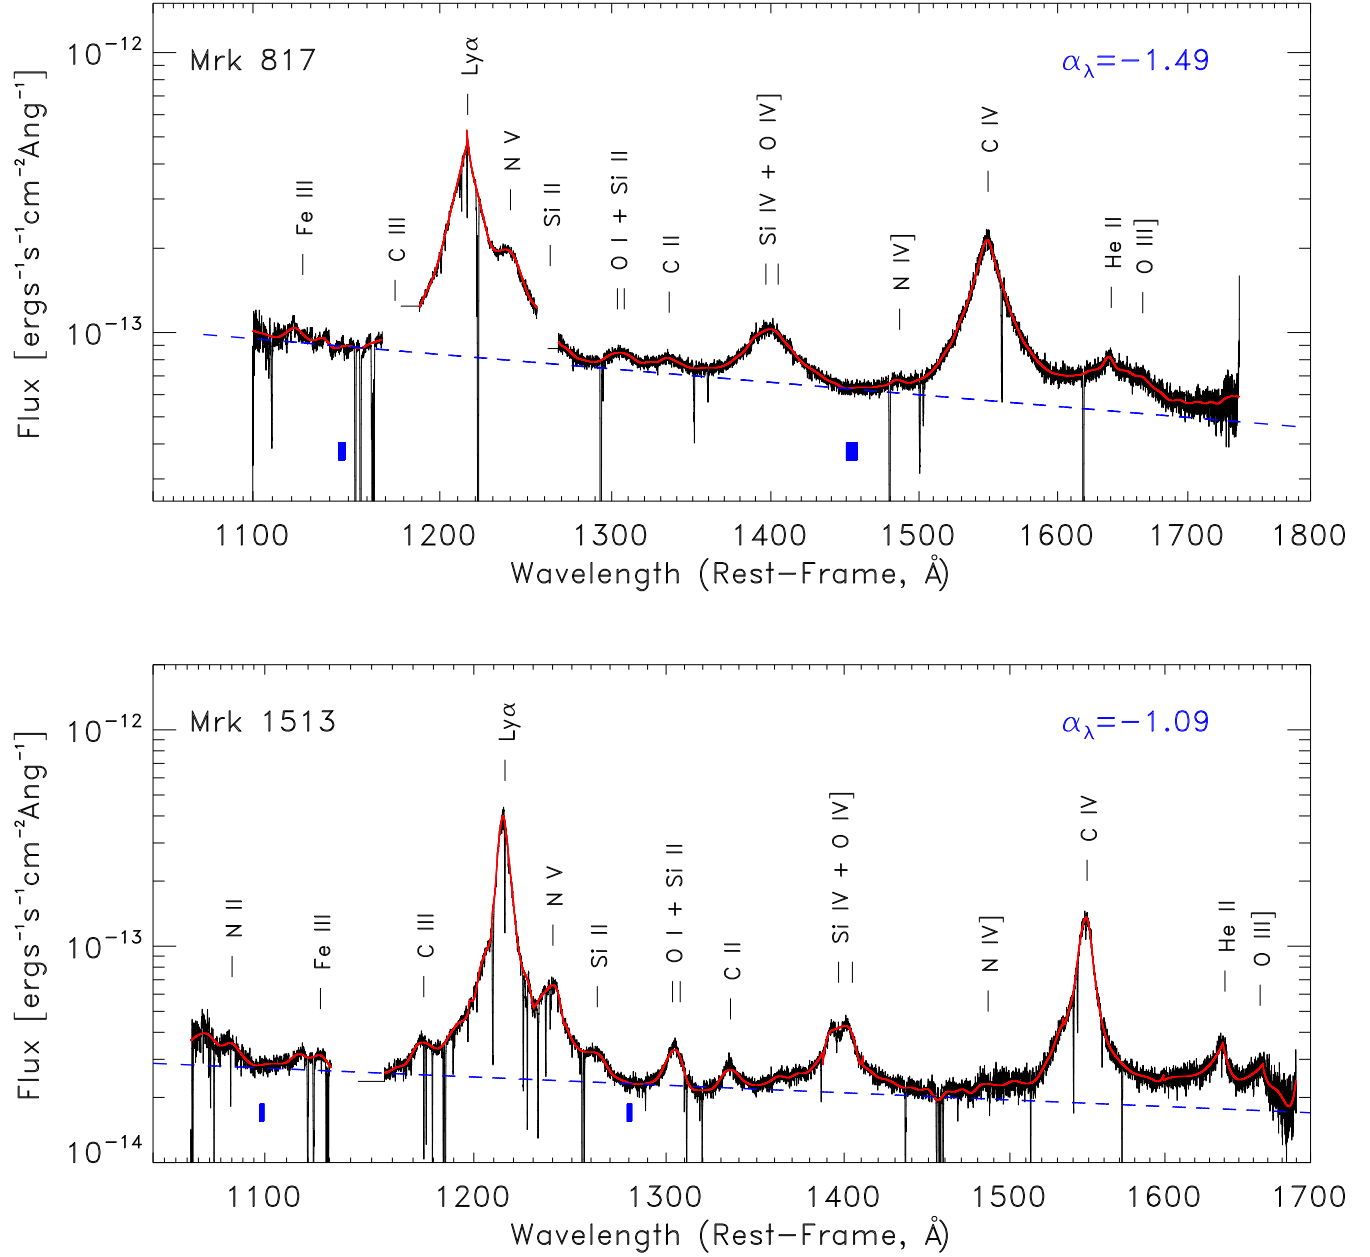 Mrk 817
α_λ=−1.49
Fe III
C III
Lyα
N V
Si II
O I + Si II
C II
Si IV + O IV]
N IV]
C IV
He II
O III]
10⁻¹²
10⁻¹³
Flux [ergs⁻¹s⁻¹cm⁻²Ang⁻¹]
1100 1200 1300 1400 1500 1600 1700 1800
Wavelength (Rest−Frame, Å)
Mrk 1513
α_λ=−1.09
N II
Fe III
C III
Lyα
N V
Si II
O I + Si II
C II
Si IV + O IV]
N IV]
C IV
He II
O III]
10⁻¹²
10⁻¹³
10⁻¹⁴
Flux [ergs⁻¹s⁻¹cm⁻²Ang⁻¹]
1100 1200 1300 1400 1500 1600 1700
Wavelength (Rest−Frame, Å)